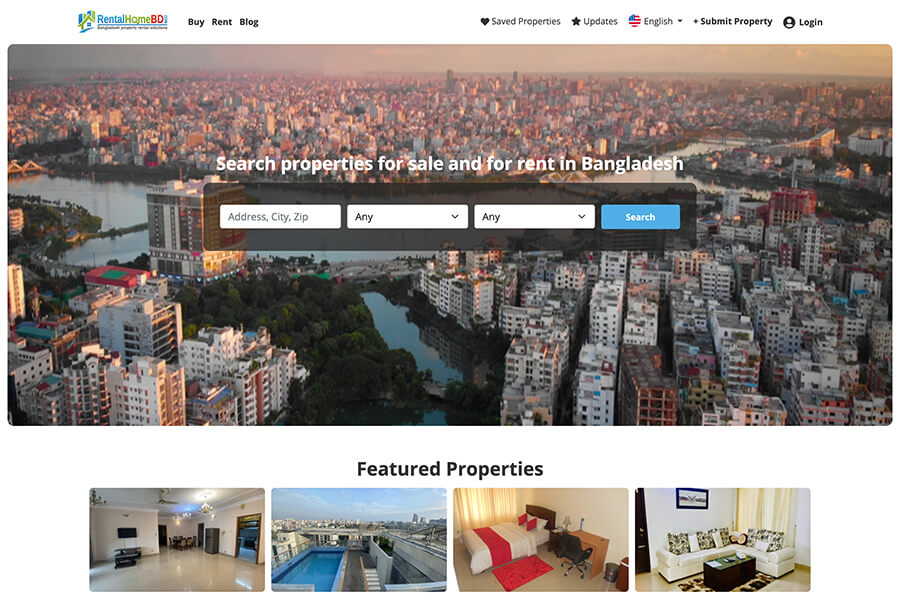 RentalHomeBD.com
Bangladesh property rental solutions
Buy Rent Blog
Saved Properties Updates English + Submit Property Login
Search properties for sale and for rent in Bangladesh
Address, City, Zip Any Any Search
Featured Properties